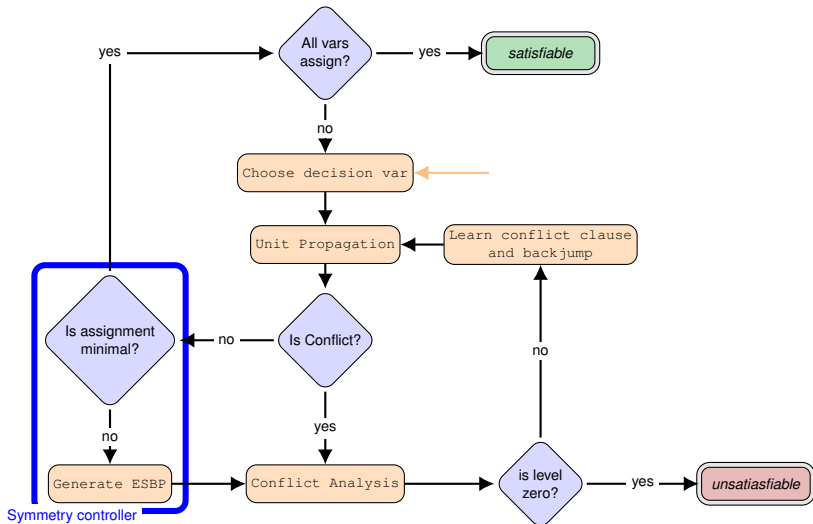 All vars
assign?
yes
yes
satisfiable
no
Choose decision var
Unit Propagation
Learn conflict clause
and backjump
Is assignment
minimal?
no
Is Conflict?
no
no
yes
Generate ESBP
Conflict Analysis
is level
zero?
yes
unsatiasfiable
Symmetry controller